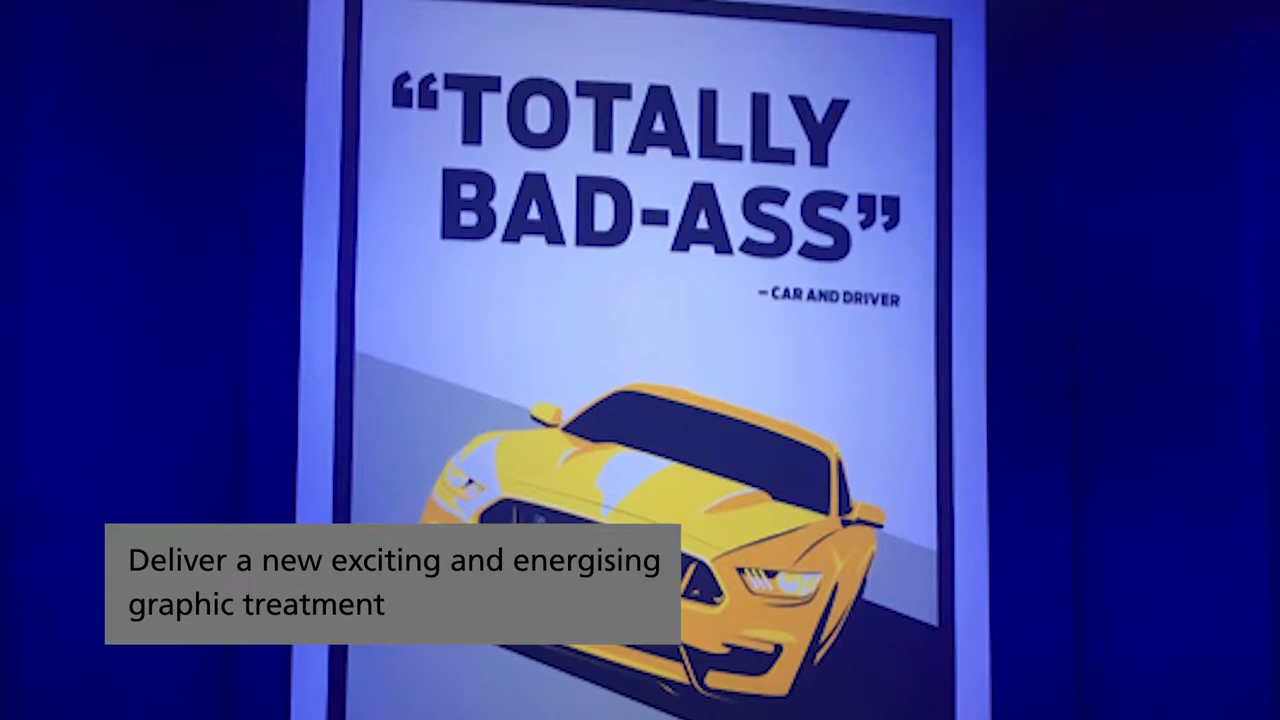 “TOTALLY
BAD-ASS”
– CAR AND DRIVER
Deliver a new exciting and energising
graphic treatment